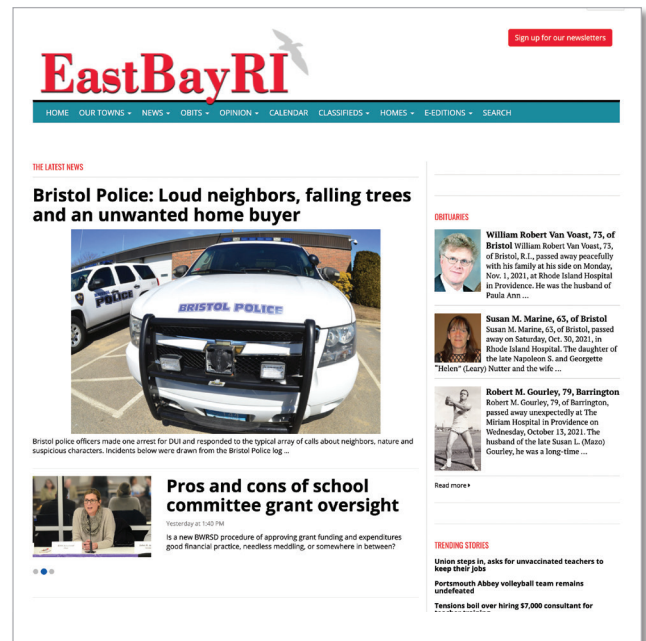 Sign up for our newsletters
EastBayRI
HOME OUR TOWNS NEWS OBITS OPINION CALENDAR CLASSIFIEDS HOMES E-EDITIONS SEARCH
THE LATEST NEWS
Bristol Police: Loud neighbors, falling trees
and an unwanted home buyer
POLICE
BRISTOL POLICE
Bristol police officers made one arrest for DUI and responded to the typical array of calls about neighbors, nature and
suspicious characters. Incidents below were drawn from the Bristol Police log ...
Pros and cons of school
committee grant oversight
Yesterday at 1:40 PM
Is a new BWRSD procedure of approving grant funding and expenditures
good financial practice, needless meddling, or somewhere in between?
OBITUARIES
William Robert Van Voast, 73, of
Bristol William Robert Van Voast, 73,
of Bristol, R.I., passed away peacefully
with his family at his side on Monday,
Nov. 1, 2021, at Rhode Island Hospital
in Providence. He was the husband of
Paula Ann ...
Susan M. Marine, 63, of Bristol
Susan M. Marine, 63, of Bristol, passed
away on Saturday, Oct. 30, 2021, in
Rhode Island Hospital. The daughter of
the late Napoleon S. and Georgette
"Helen" (Leary) Nutter and the wife ...
Robert M. Gourley, 79, Barrington
Robert M. Gourley, 79, of Barrington,
passed away unexpectedly at The
Miriam Hospital in Providence on
Wednesday, October 13, 2021. The
husband of the late Susan L. (Mazo)
Gourley, he was a long-time ...
Read more
TRENDING STORIES
Union steps in, asks for unvaccinated teachers to
keep their jobs
Portsmouth Abbey volleyball team remains
undefeated
Tensions boil over hiring $7,000 consultant for
teacher training